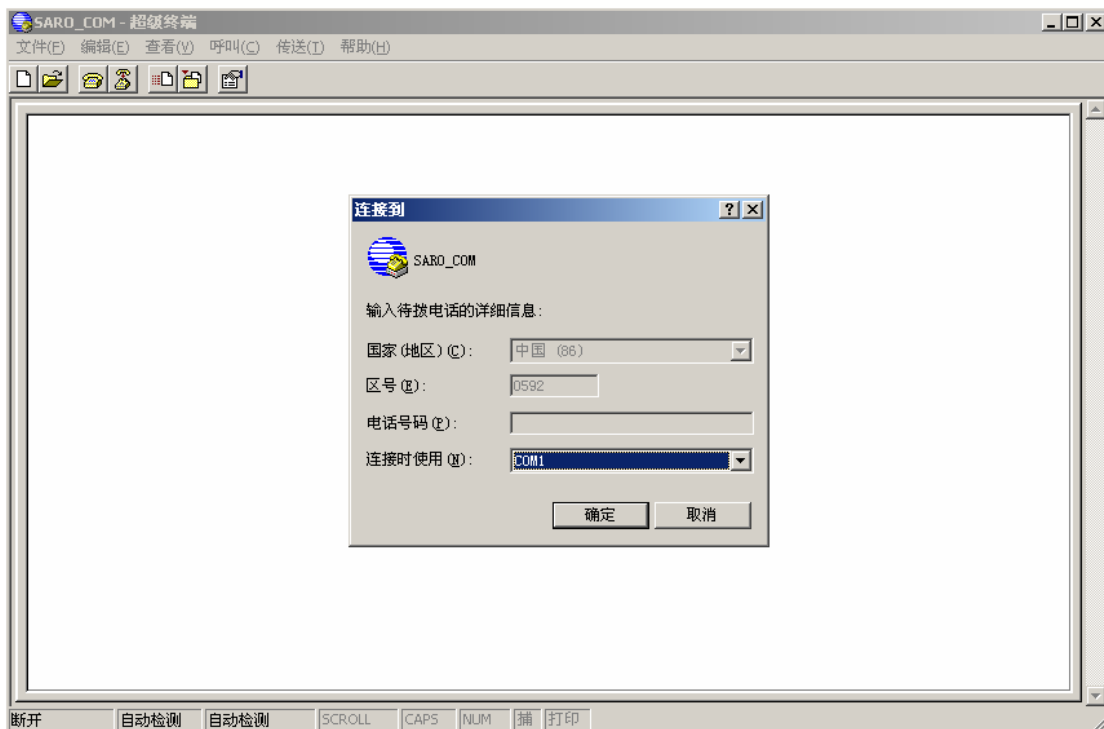 SARO_COM - 超级终端
文件(F) 编辑(E) 查看(V) 呼叫(C) 传送(T) 帮助(H)
连接到
SARO_COM
输入待拨电话的详细信息:
国家(地区)(C): 中国 (86)
区号(E): 0592
电话号码(P):
连接时使用(N): COM1
确定 取消
断开 自动检测 自动检测 SCROLL CAPS NUM 捕 打印